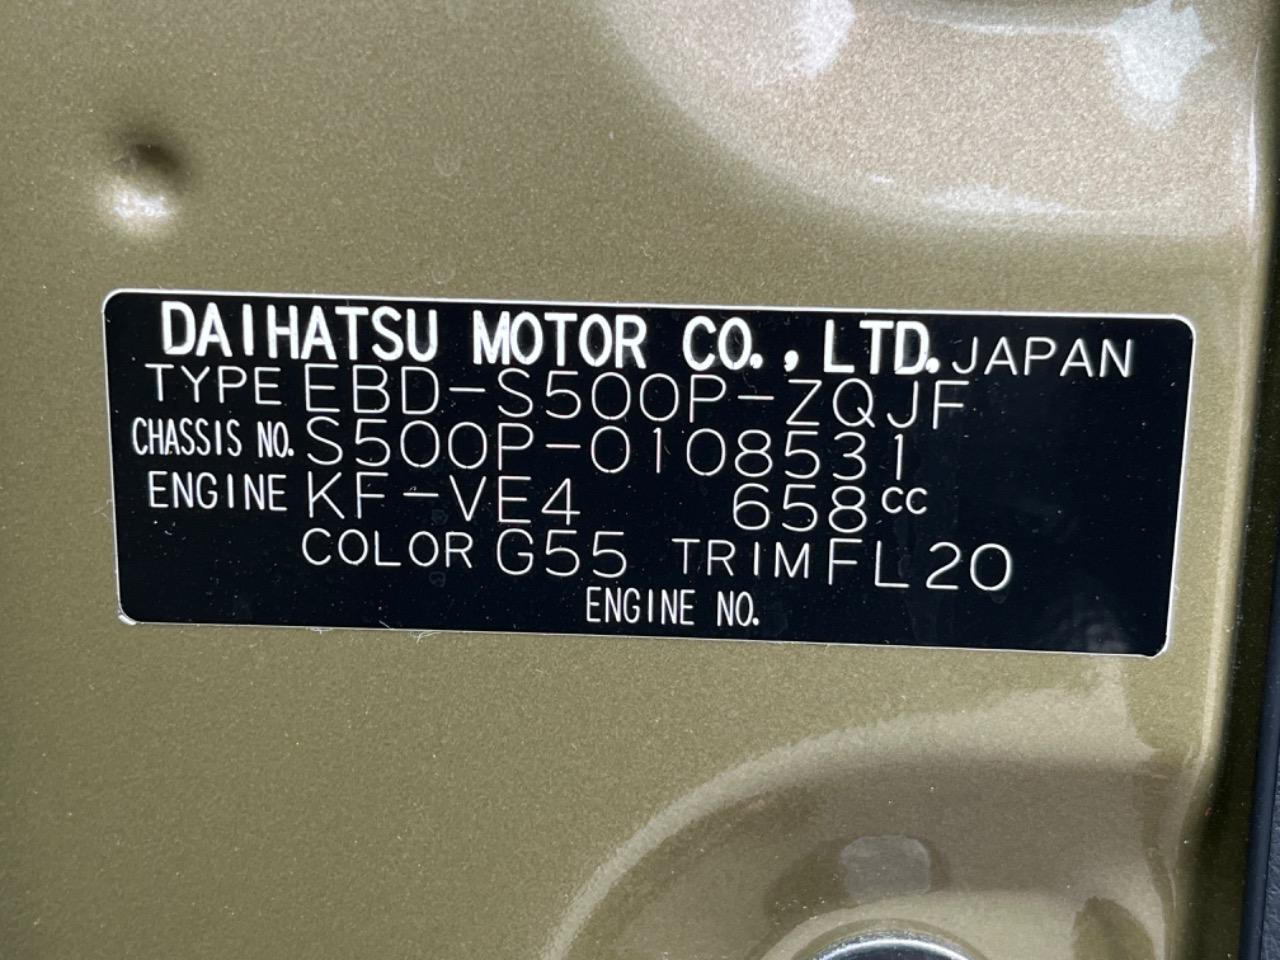 DAIHATSU MOTOR CO., LTD. JAPAN
TYPE EBD-S500P-ZQJF
CHASSIS NO. S500P-0108531
ENGINE KF-VE4 658cc
COLOR G55 TRIM FL20
ENGINE NO.